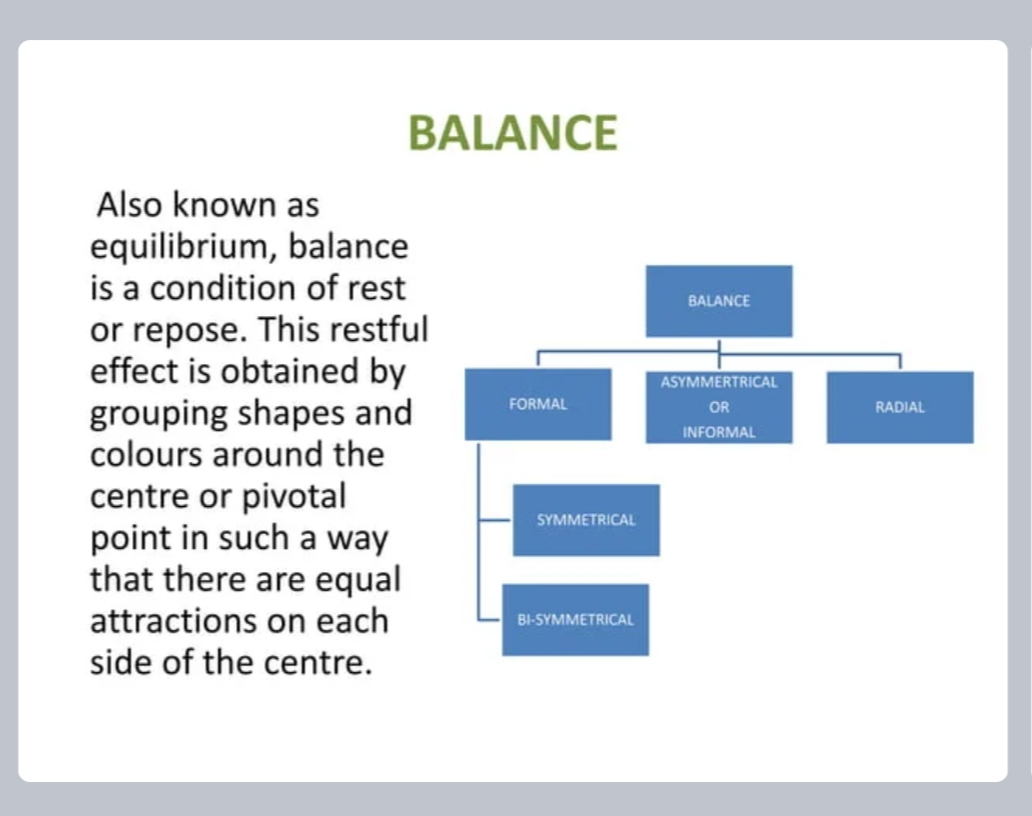 BALANCE
Also known as
equilibrium, balance
is a condition of rest
or repose. This restful
effect is obtained by
grouping shapes and
colours around the
centre or pivotal
point in such a way
that there are equal
attractions on each
side of the centre.
BALANCE
FORMAL
ASYMMERTRICAL
OR
INFORMAL
RADIAL
SYMMETRICAL
BI-SYMMETRICAL